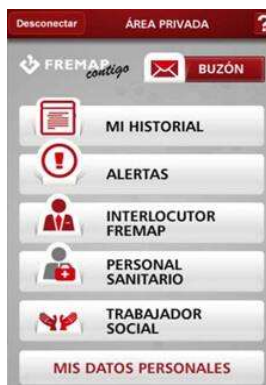 Desconectar ÁREA PRIVADA ?
FREMAP
contigo
BUZÓN
MI HISTORIAL
ALERTAS
INTERLOCUTOR
FREMAP
PERSONAL
SANITARIO
TRABAJADOR
SOCIAL
MIS DATOS PERSONALES